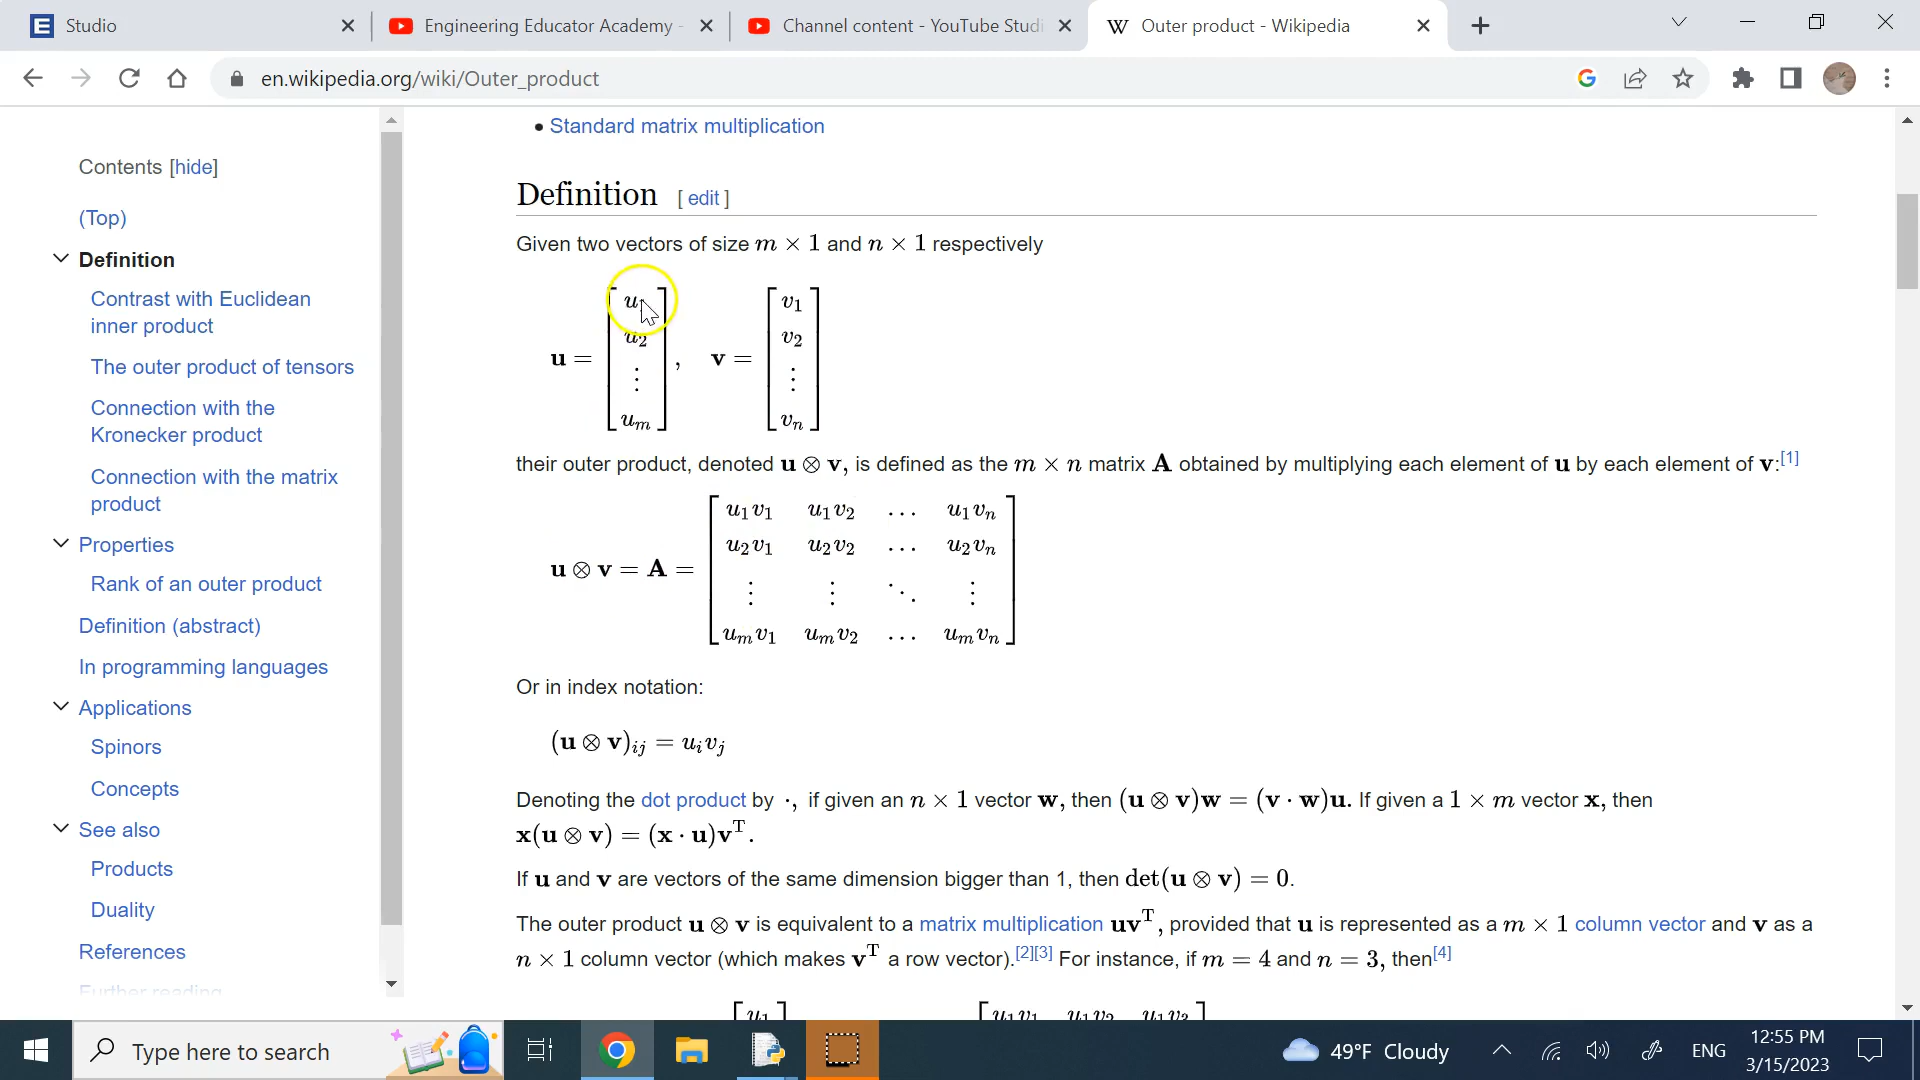 Studio
Engineering Educator Academy -
Channel content - YouTube Studi
Outer product - Wikipedia
en.wikipedia.org/wiki/Outer_product
Contents [hide]
(Top)
Definition
Contrast with Euclidean
inner product
The outer product of tensors
Connection with the
Kronecker product
Connection with the matrix
product
Properties
Rank of an outer product
Definition (abstract)
In programming languages
Applications
Spinors
Concepts
See also
Products
Duality
References
Further reading
• Standard matrix multiplication
Definition [ edit ]
Given two vectors of size m × 1 and n × 1 respectively
u = [ u₁ u₂ ⋮ uₘ ], v = [ v₁ v₂ ⋮ vₙ ]
their outer product, denoted u ⊗ v, is defined as the m × n matrix A obtained by multiplying each element of u by each element of v:[1]
u₁v₁ u₁v₂ … u₁vₙ
u₂v₁ u₂v₂ … u₂vₙ
u ⊗ v = A =
⋮ ⋮ ⋱ ⋮
uₘv₁ uₘv₂ … uₘvₙ
Or in index notation:
(u ⊗ v)ᵢⱼ = uᵢvⱼ
Denoting the dot product by ·, if given an n × 1 vector w, then (u ⊗ v)w = (v · w)u. If given a 1 × m vector x, then
x(u ⊗ v) = (x · u)vᵀ.
If u and v are vectors of the same dimension bigger than 1, then det(u ⊗ v) = 0.
The outer product u ⊗ v is equivalent to a matrix multiplication uvᵀ, provided that u is represented as a m × 1 column vector and v as a
n × 1 column vector (which makes vᵀ a row vector).[2][3] For instance, if m = 4 and n = 3, then[4]
u₁ u₁v₁ u₁v₂ u₁v₃
Type here to search
49°F Cloudy
ENG
12:55 PM
3/15/2023